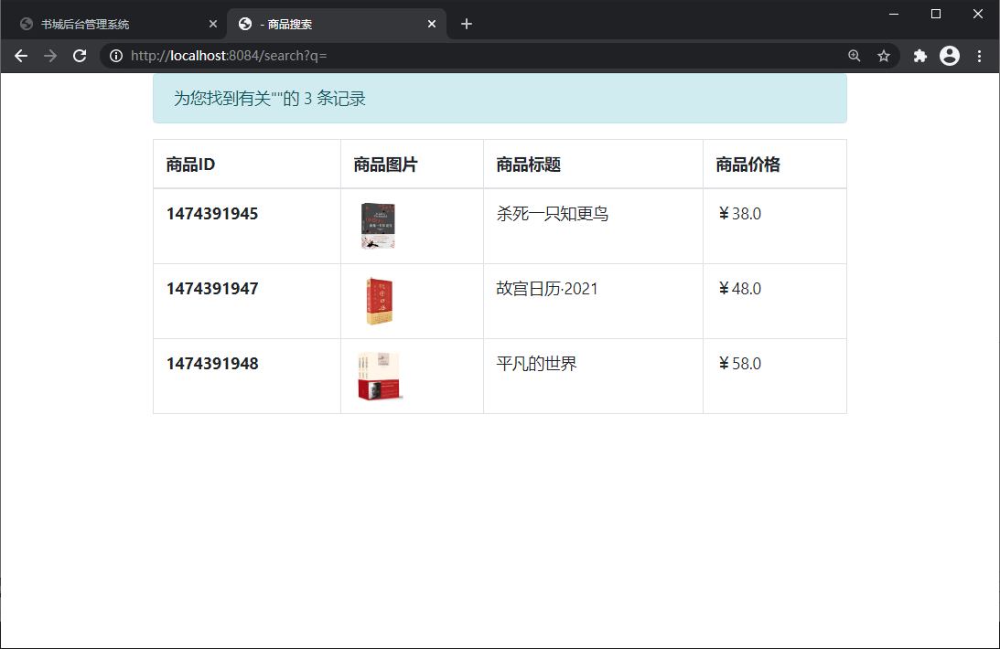 书城后台管理系统
- 商品搜索
http://localhost:8084/search?q=
为您找到有关""的 3 条记录
商品ID 商品图片 商品标题 商品价格
1474391945 杀死一只知更鸟 ￥38.0
1474391947 故宫日历·2021 ￥48.0
1474391948 平凡的世界 ￥58.0